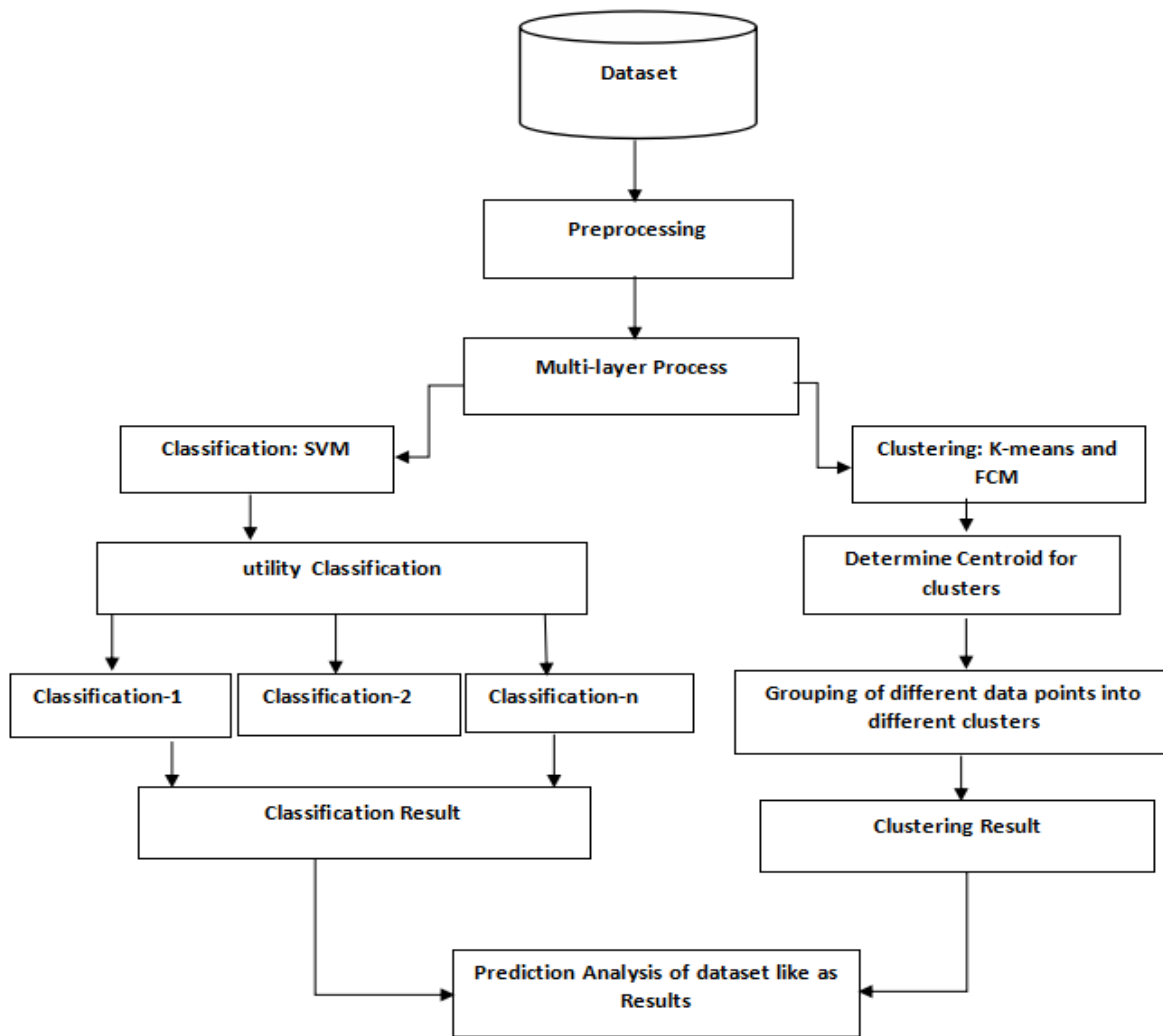 Dataset
Preprocessing
Multi-layer Process
Classification: SVM
Clustering: K-means and
FCM
utility Classification
Determine Centroid for
clusters
Classification-1
Classification-2
Classification-n
Grouping of different data points into
different clusters
Classification Result
Clustering Result
Prediction Analysis of dataset like as
Results